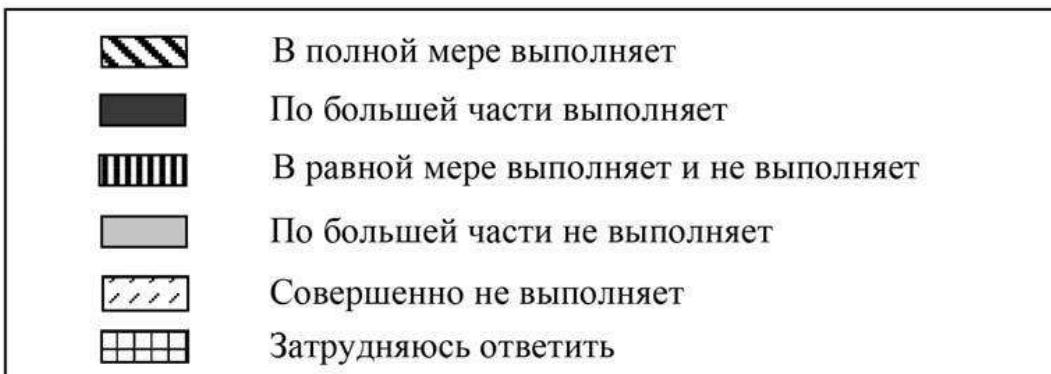 В полной мере выполняет
По большей части выполняет
В равной мере выполняет и не выполняет
По большей части не выполняет
Совершенно не выполняет
Затрудняюсь ответить